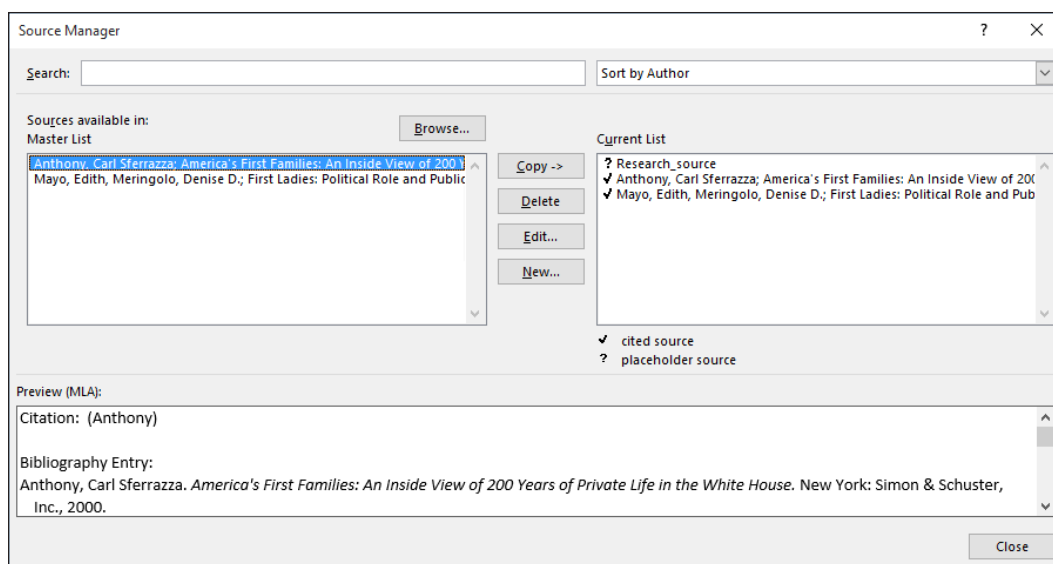 Source Manager
?
Search:
Sort by Author
Sources available in:
Master List
Browse...
Current List
Anthony, Carl Sferrazza; America's First Families: An Inside View of 200 Y
Mayo, Edith, Meringolo, Denise D.; First Ladies: Political Role and Public
Copy ->
Delete
Edit...
New...
? Research_source
✓ Anthony, Carl Sferrazza; America's First Families: An Inside View of 200
✓ Mayo, Edith, Meringolo, Denise D.; First Ladies: Political Role and Pub
✓ cited source
? placeholder source
Preview (MLA):
Citation: (Anthony)
Bibliography Entry:
Anthony, Carl Sferrazza. America's First Families: An Inside View of 200 Years of Private Life in the White House. New York: Simon & Schuster,
Inc., 2000.
Close